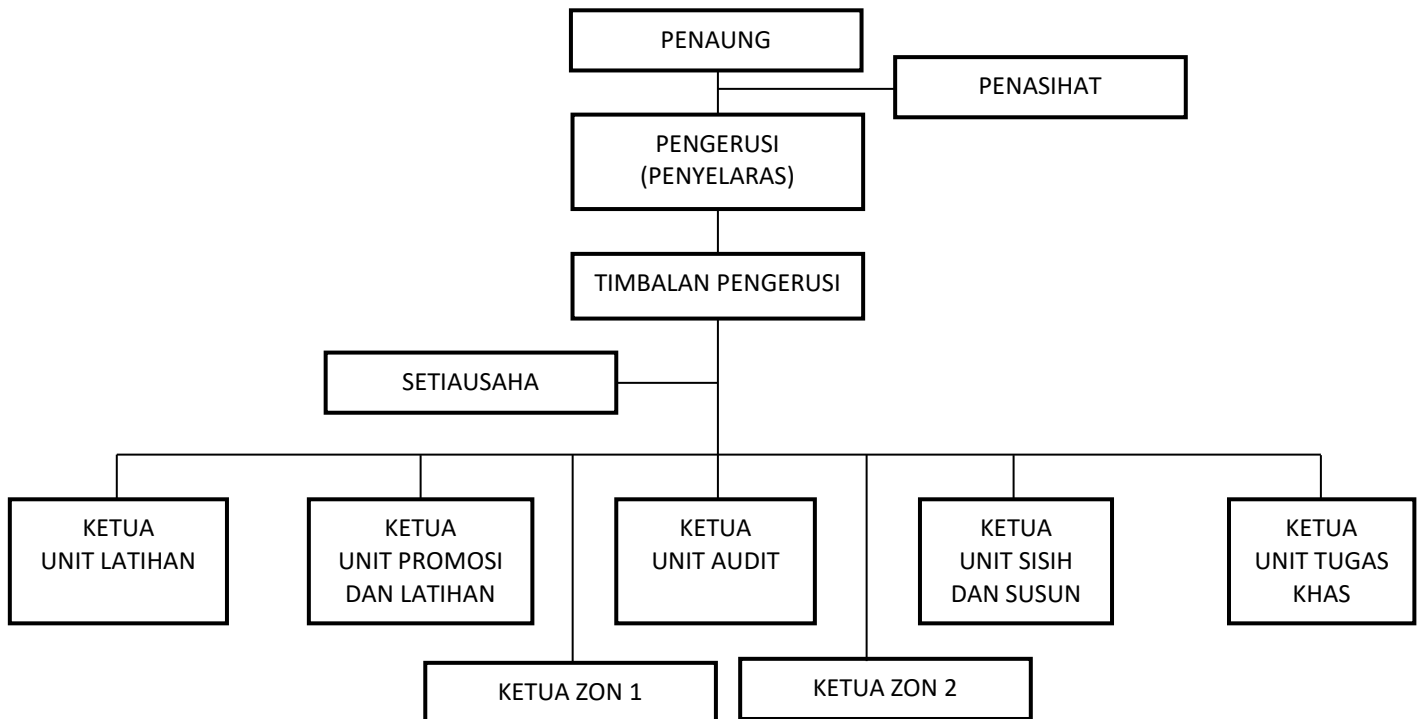 PENAUNG
PENASIHAT
PENGERUSI
(PENYELARAS)
TIMBALAN PENGERUSI
SETIAUSAHA
KETUA
UNIT LATIHAN
KETUA
UNIT PROMOSI
DAN LATIHAN
KETUA
UNIT AUDIT
KETUA
UNIT SISIH
DAN SUSUN
KETUA
UNIT TUGAS
KHAS
KETUA ZON 1
KETUA ZON 2